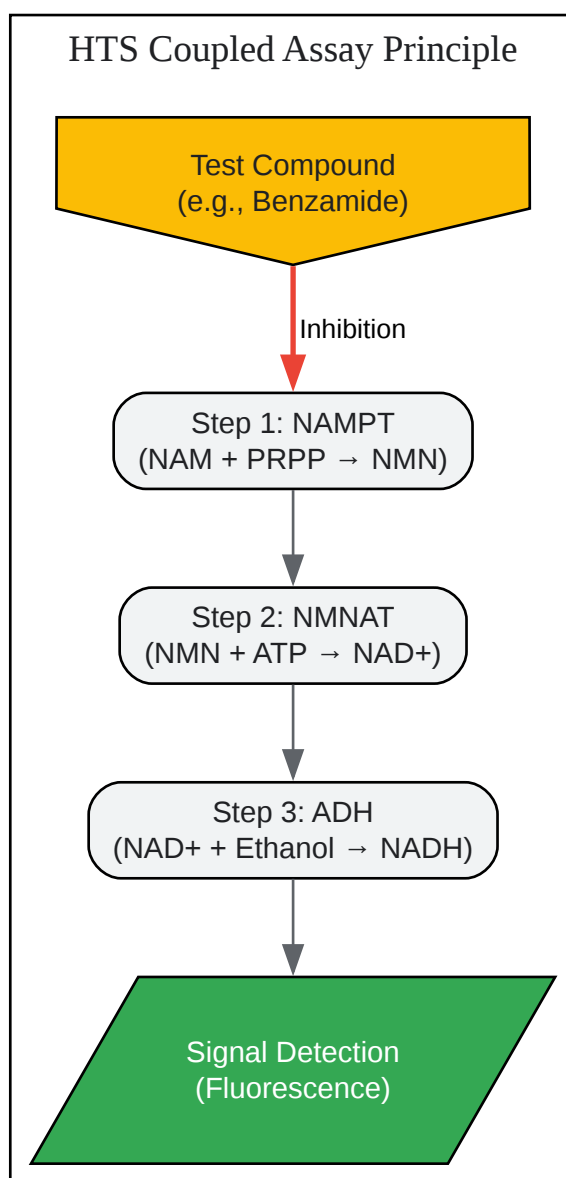 HTS Coupled Assay Principle
Test Compound
(e.g., Benzamide)
Inhibition
Step 1: NAMPT
(NAM + PRPP → NMN)
Step 2: NMNAT
(NMN + ATP → NAD+)
Step 3: ADH
(NAD+ + Ethanol → NADH)
Signal Detection
(Fluorescence)